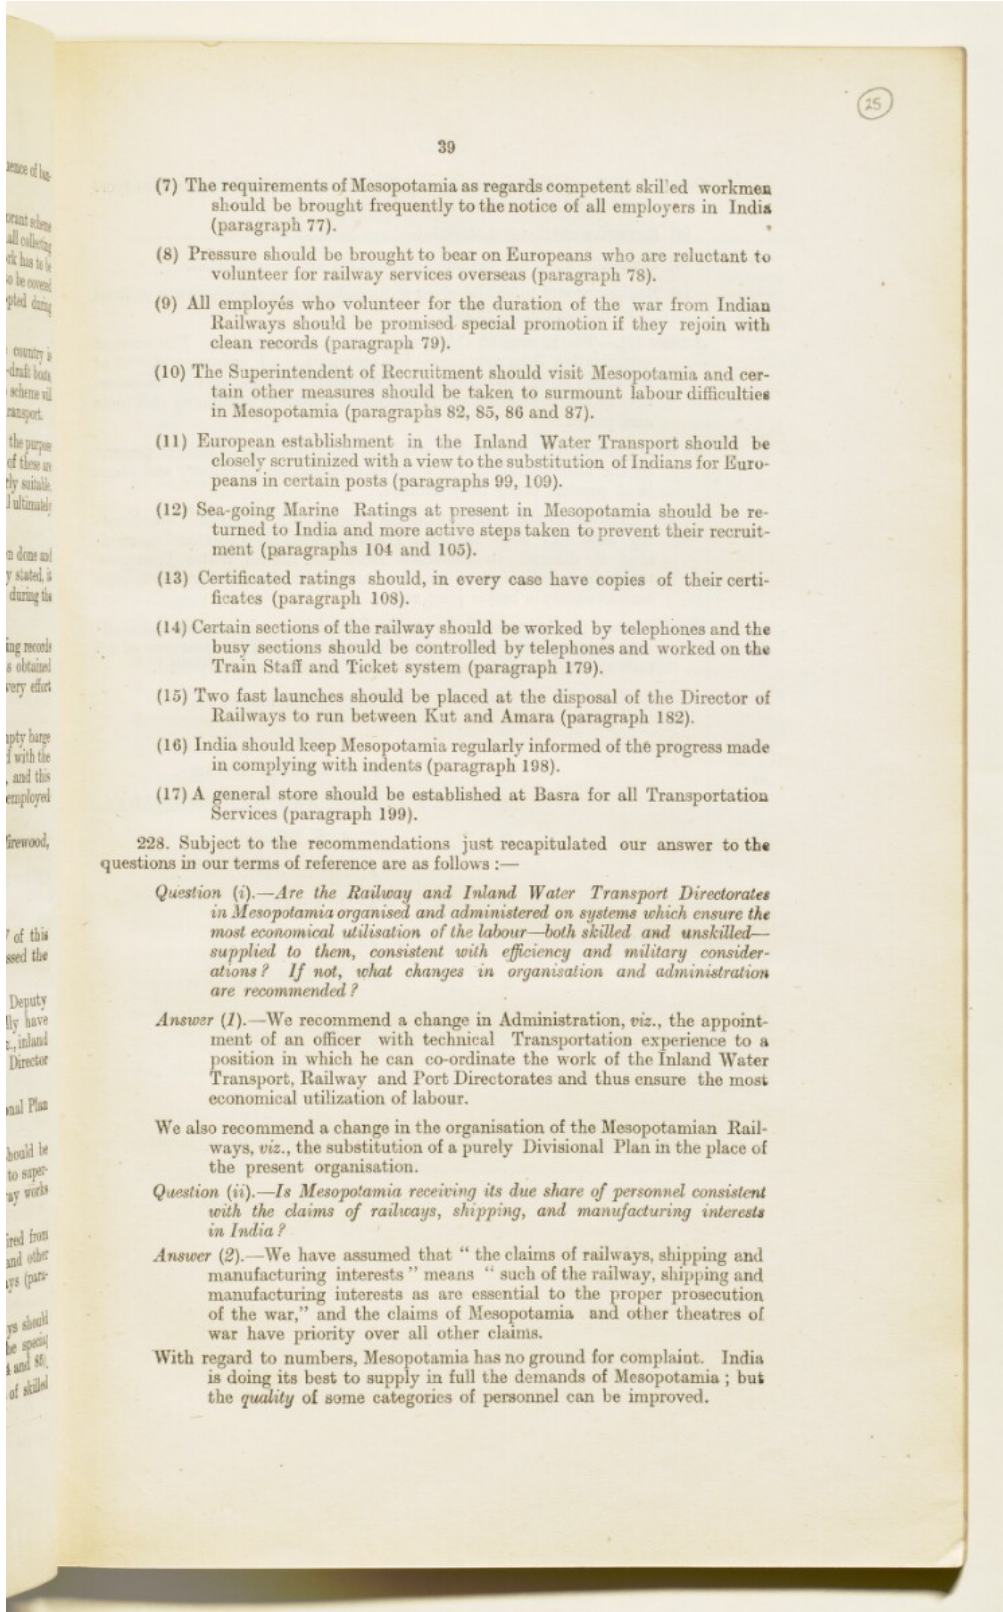 25
39
(7) The requirements of Mesopotamia as regards competent skilled workmen
should be brought frequently to the notice of all employers in India
(paragraph 77).
(8) Pressure should be brought to bear on Europeans who are reluctant to
volunteer for railway services overseas (paragraph 78).
(9) All employés who volunteer for the duration of the war from Indian
Railways should be promised special promotion if they rejoin with
clean records (paragraph 79).
(10) The Superintendent of Recruitment should visit Mesopotamia and cer-
tain other measures should be taken to surmount labour difficulties
in Mesopotamia (paragraphs 82, 85, 86 and 87).
(11) European establishment in the Inland Water Transport should be
closely scrutinized with a view to the substitution of Indians for Euro-
peans in certain posts (paragraphs 99, 109).
(12) Sea-going Marine Ratings at present in Mesopotamia should be re-
turned to India and more active steps taken to prevent their recruit-
ment (paragraphs 104 and 105).
(13) Certificated ratings should, in every case have copies of their certi-
ficates (paragraph 108).
(14) Certain sections of the railway should be worked by telephones and the
busy sections should be controlled by telephones and worked on the
Train Staff and Ticket system (paragraph 179).
(15) Two fast launches should be placed at the disposal of the Director of
Railways to run between Kut and Amara (paragraph 182).
(16) India should keep Mesopotamia regularly informed of the progress made
in complying with indents (paragraph 198).
(17) A general store should be established at Basra for all Transportation
Services (paragraph 199).
228. Subject to the recommendations just recapitulated our answer to the
questions in our terms of reference are as follows :—
Question (i).—Are the Railway and Inland Water Transport Directorates
in Mesopotamia organised and administered on systems which ensure the
most economical utilisation of the labour—both skilled and unskilled—
supplied to them, consistent with efficiency and military consider-
ations? If not, what changes in organisation and administration
are recommended?
Answer (1).—We recommend a change in Administration, viz., the appoint-
ment of an officer with technical Transportation experience to a
position in which he can co-ordinate the work of the Inland Water
Transport, Railway and Port Directorates and thus ensure the most
economical utilization of labour.
We also recommend a change in the organisation of the Mesopotamian Rail-
ways, viz., the substitution of a purely Divisional Plan in the place of
the present organisation.
Question (ii).—Is Mesopotamia receiving its due share of personnel consistent
with the claims of railways, shipping, and manufacturing interests
in India?
Answer (2).—We have assumed that " the claims of railways, shipping and
manufacturing interests " means " such of the railway, shipping and
manufacturing interests as are essential to the proper prosecution
of the war," and the claims of Mesopotamia and other theatres of
war have priority over all other claims.
With regard to numbers, Mesopotamia has no ground for complaint. India
is doing its best to supply in full the demands of Mesopotamia ; but
the quality of some categories of personnel can be improved.